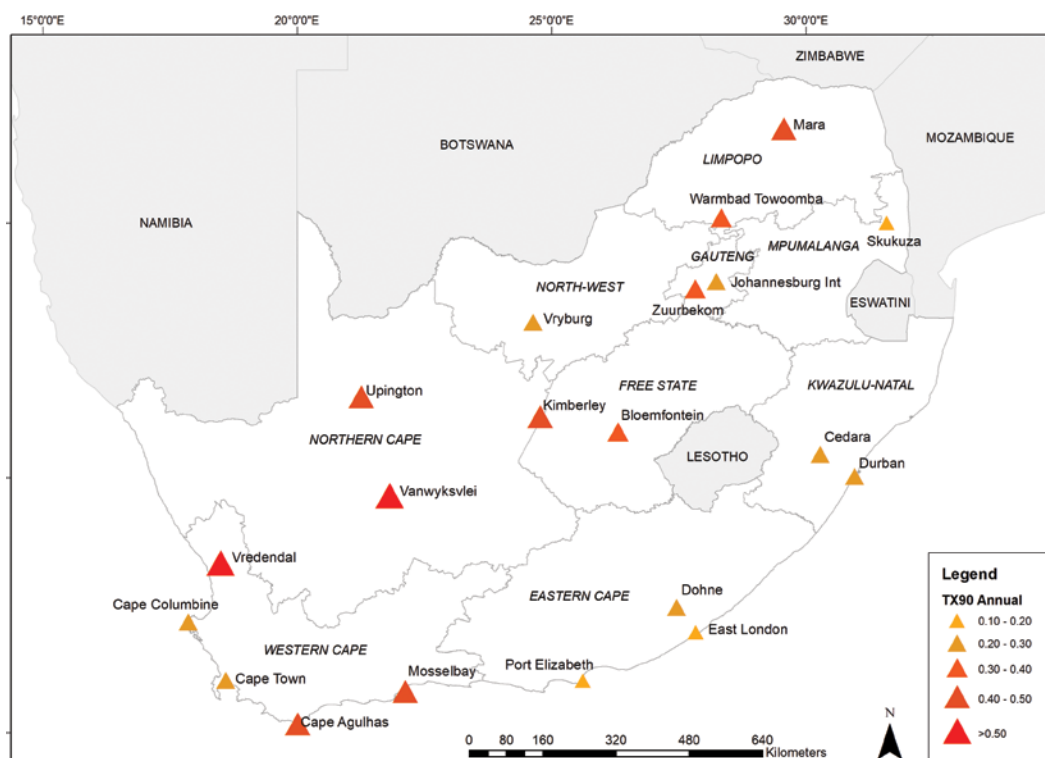 15°0'0"E
20°0'0"E
25°0'0"E
30°0'0"E
ZIMBABWE
Mara
MOZAMBIQUE
BOTSWANA
LIMPOPO
Warmbad Towoomba
NAMIBIA
Skukuza
MPUMALANGA
GAUTENG
Johannesburg Int
NORTH-WEST
ESWATINI
Zuurbekom
Vryburg
FREE STATE
KWAZULU-NATAL
Upington
Kimberley
Bloemfontein
NORTHERN CAPE
Cedara
LESOTHO
Durban
Vanwyksvlei
Vredendal
Dohne
EASTERN CAPE
Cape Columbine
East London
WESTERN CAPE
Port Elizabeth
Mosselbay
Cape Town
Cape Agulhas
Legend
TX90 Annual
0.10 - 0.20
0.20 - 0.30
0.30 - 0.40
0.40 - 0.50
>0.50
N
0 80 160 320 480 640
Kilometers